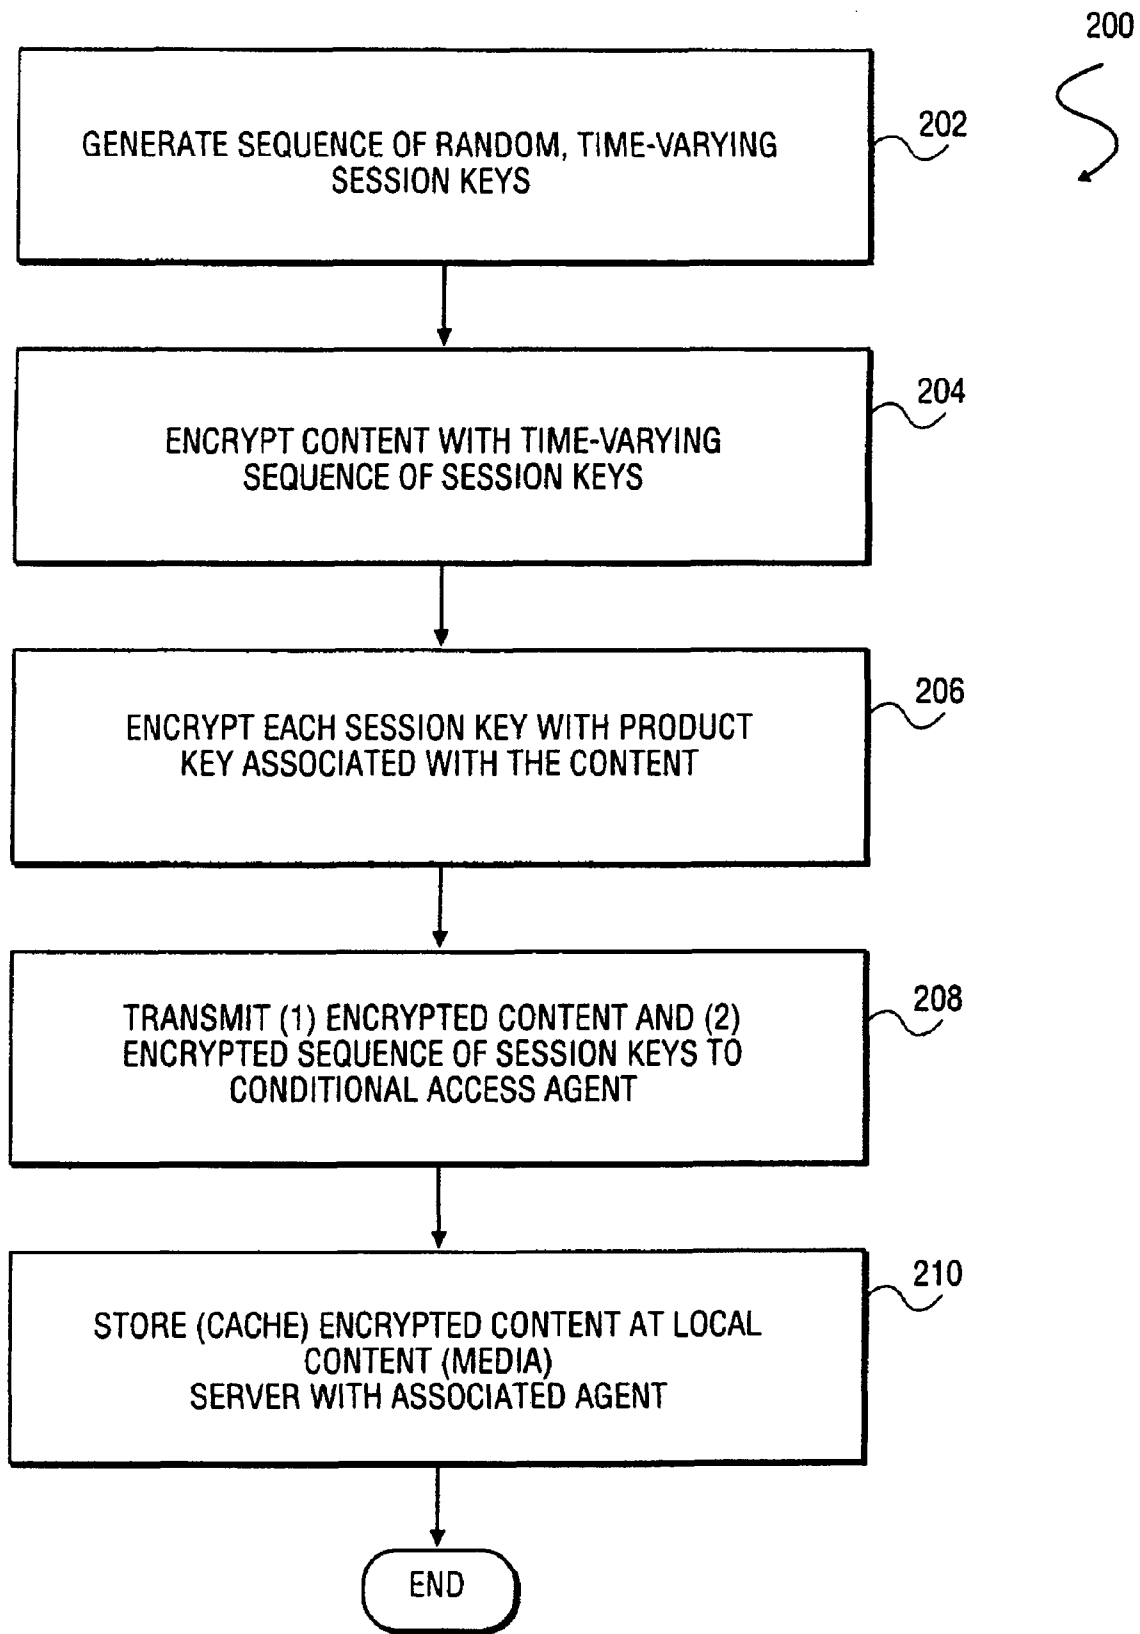 200
GENERATE SEQUENCE OF RANDOM, TIME-VARYING
SESSION KEYS
202
ENCRYPT CONTENT WITH TIME-VARYING
SEQUENCE OF SESSION KEYS
204
ENCRYPT EACH SESSION KEY WITH PRODUCT
KEY ASSOCIATED WITH THE CONTENT
206
TRANSMIT (1) ENCRYPTED CONTENT AND (2)
ENCRYPTED SEQUENCE OF SESSION KEYS TO
CONDITIONAL ACCESS AGENT
208
STORE (CACHE) ENCRYPTED CONTENT AT LOCAL
CONTENT (MEDIA)
SERVER WITH ASSOCIATED AGENT
210
END